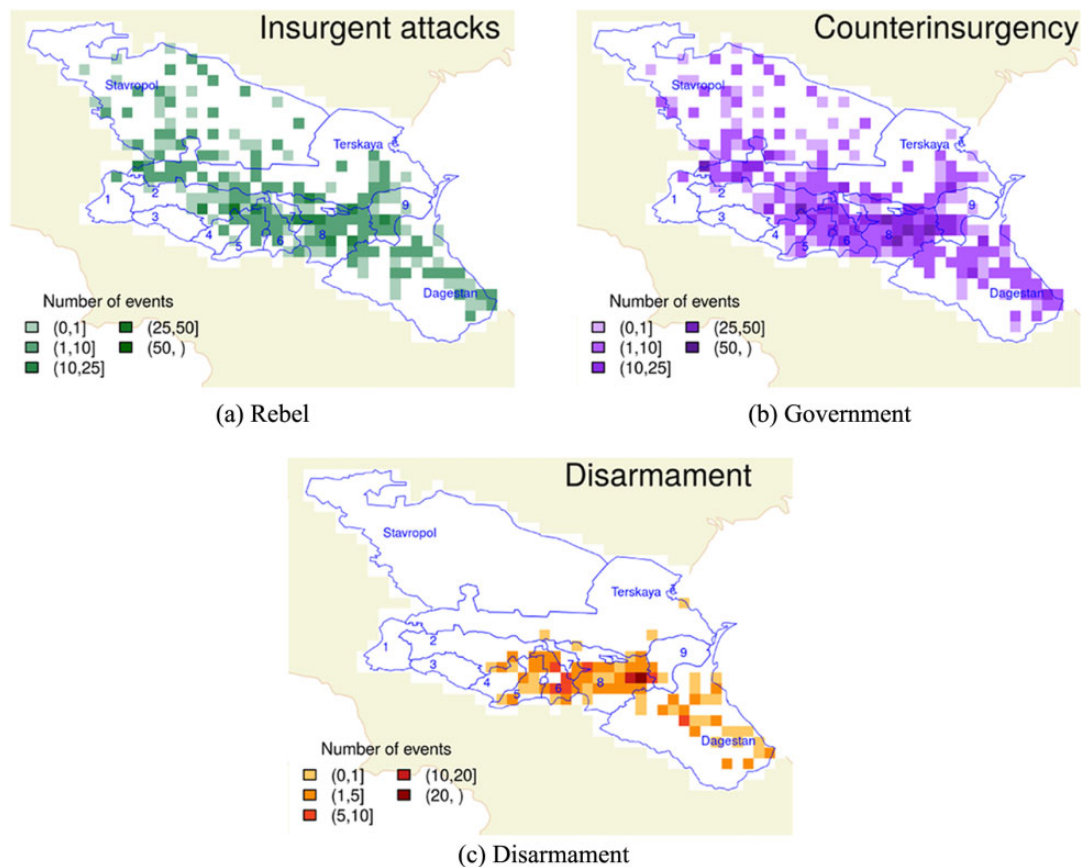 Insurgent attacks
Stavropol
Terskaya
1
2
3
4
5
6
7
8
9
Dagestan
Number of events
(0,1] (25,50]
(1,10] (50, )
(10,25]
(a) Rebel
Counterinsurgency
Stavropol
Terskaya
1
2
3
4
5
6
7
8
9
Dagestan
Number of events
(0,1] (25,50]
(1,10] (50, )
(10,25]
(b) Government
Disarmament
Stavropol
Terskaya
1
2
3
4
5
6
7
8
9
Dagestan
Number of events
(0,1] (10,20]
(1,5] (20, )
(5,10]
(c) Disarmament